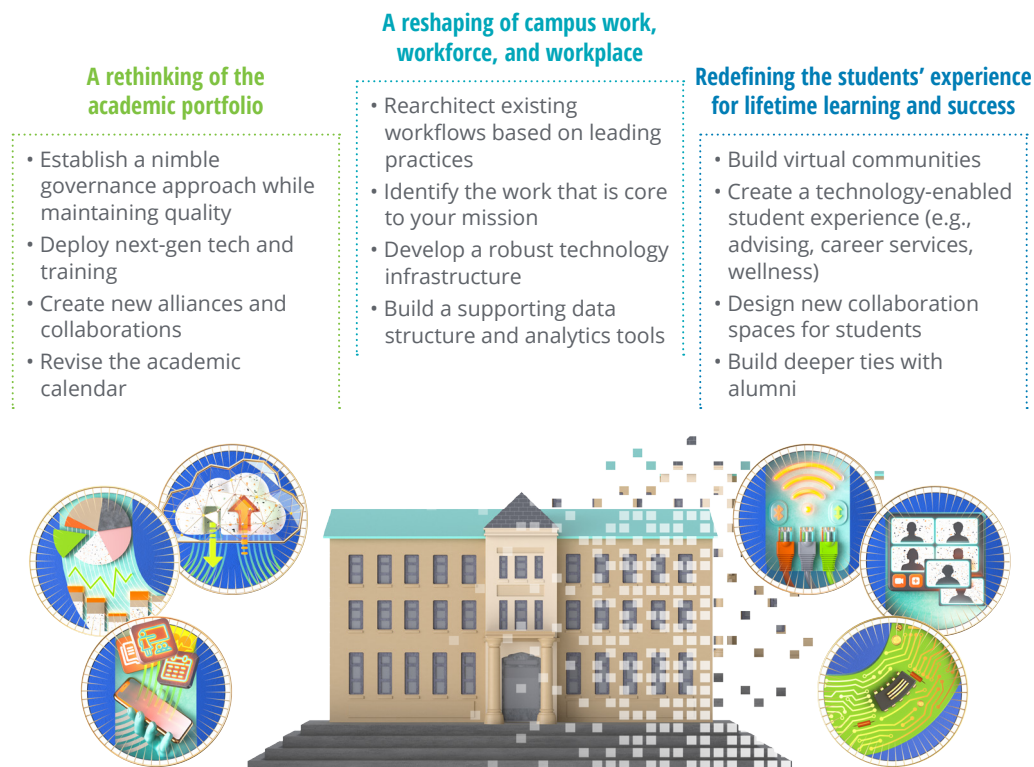 A rethinking of the
academic portfolio
• Establish a nimble
governance approach while
maintaining quality
• Deploy next-gen tech and
training
• Create new alliances and
collaborations
• Revise the academic
calendar
A reshaping of campus work,
workforce, and workplace
• Rearchitect existing
workflows based on leading
practices
• Identify the work that is core
to your mission
• Develop a robust technology
infrastructure
• Build a supporting data
structure and analytics tools
Redefining the students’ experience
for lifetime learning and success
• Build virtual communities
• Create a technology-enabled
student experience (e.g.,
advising, career services,
wellness)
• Design new collaboration
spaces for students
• Build deeper ties with
alumni